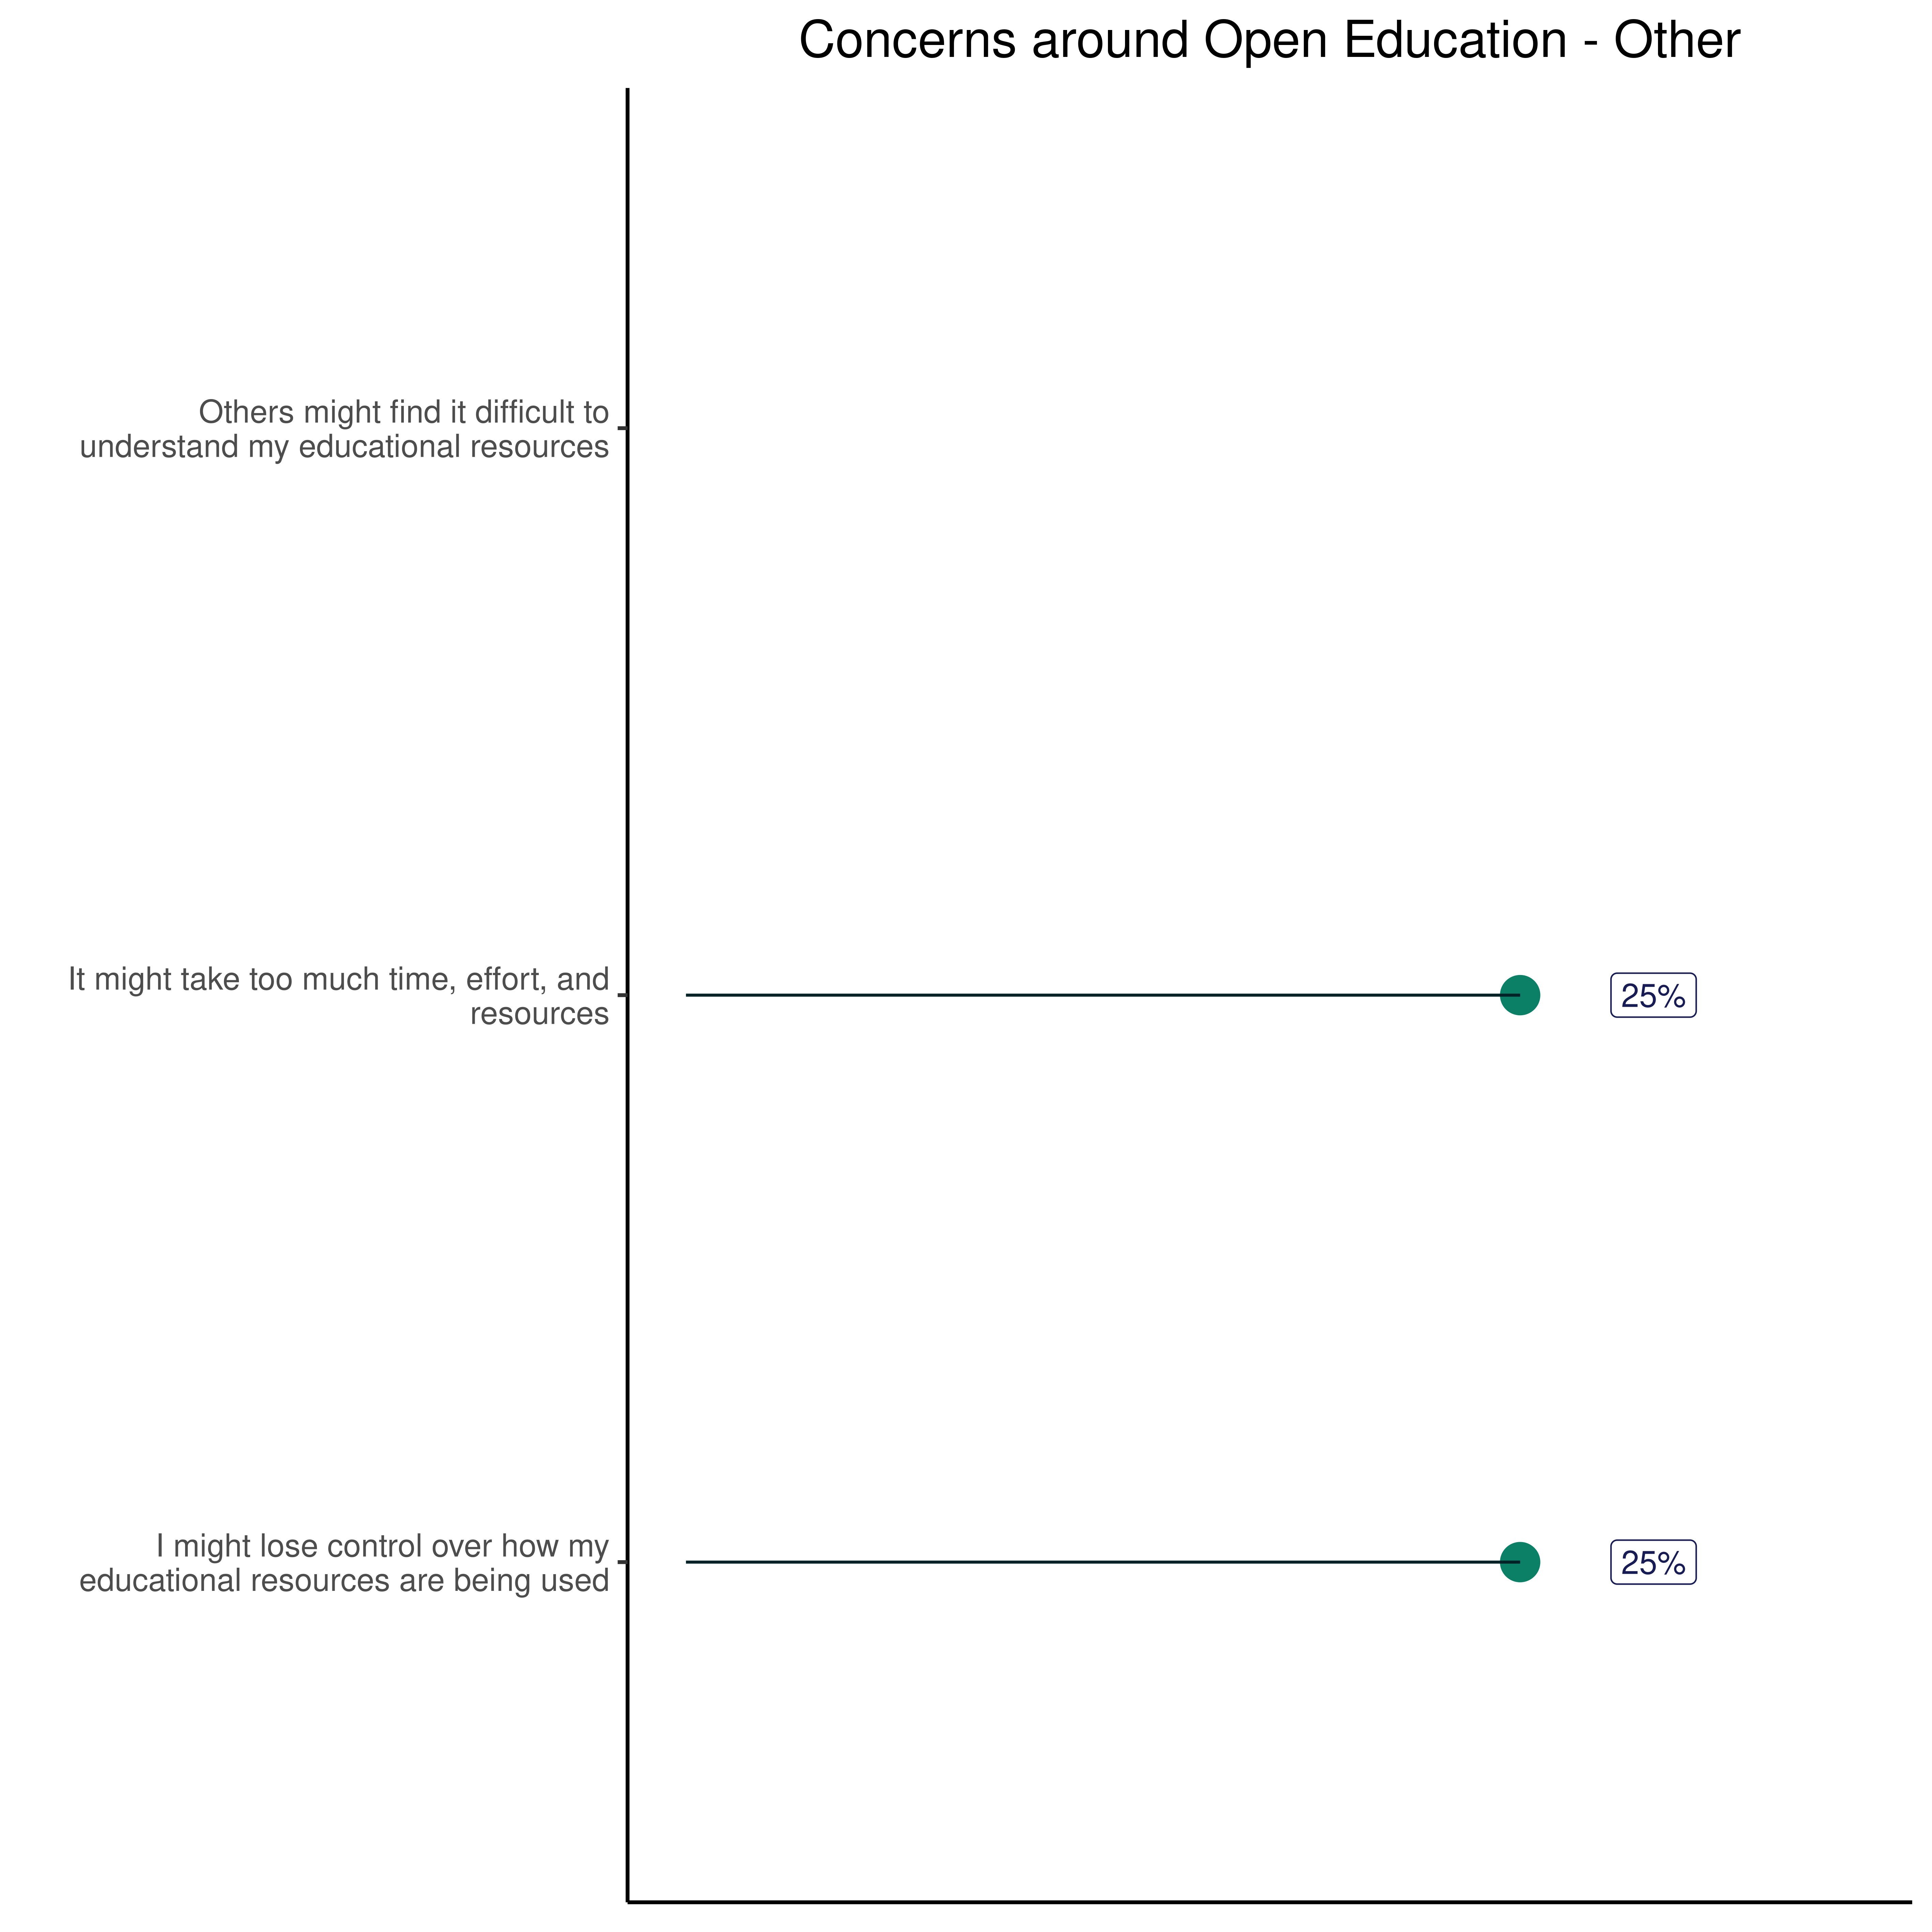 Concerns around Open Education - Other
Others might find it difficult to
understand my educational resources
It might take too much time, effort, and
resources
25%
I might lose control over how my
educational resources are being used
25%